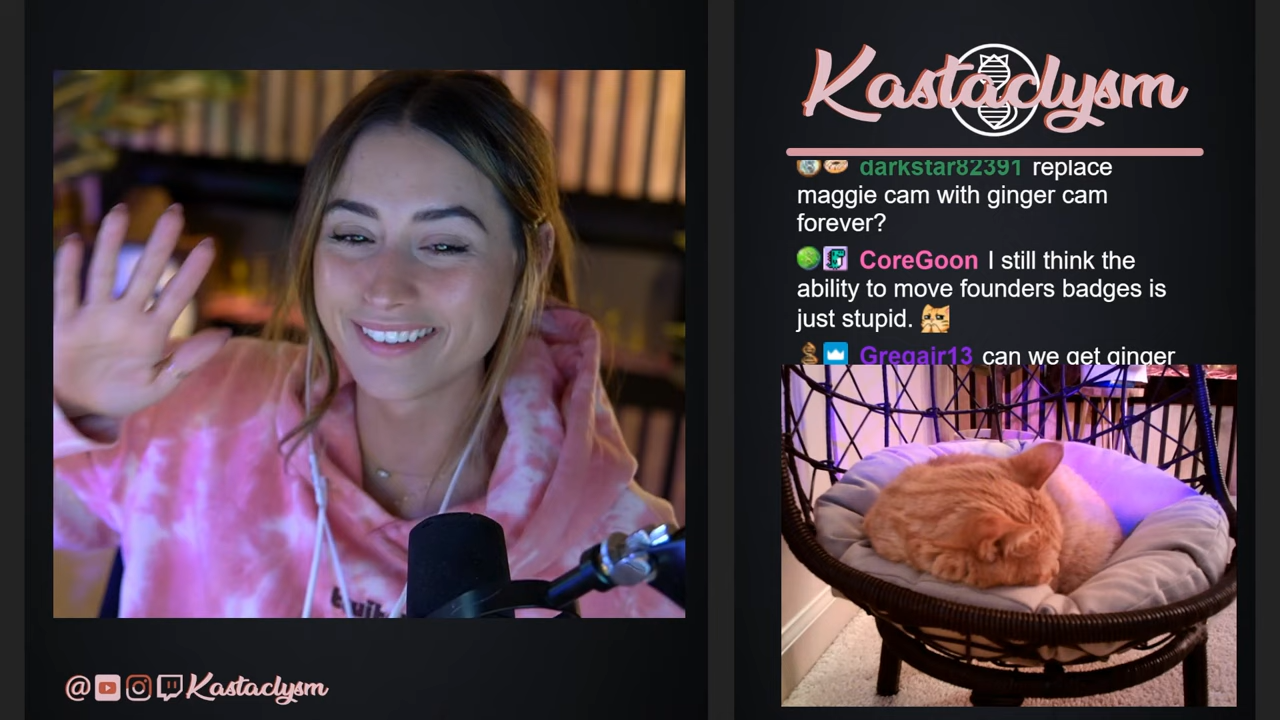 Kastaclysm
darkstar82391 replace
maggie cam with ginger cam
forever?
CoreGoon I still think the
ability to move founders badges is
just stupid.
Gregair13 can we get ginger
@Kastaclysm